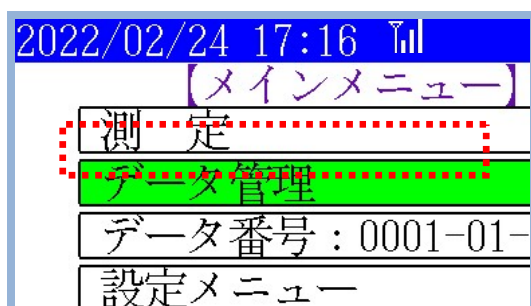 2022/02/24 17:16
【メインメニュー】
測 定
データ管理
データ番号：0001-01-
設定メニュー